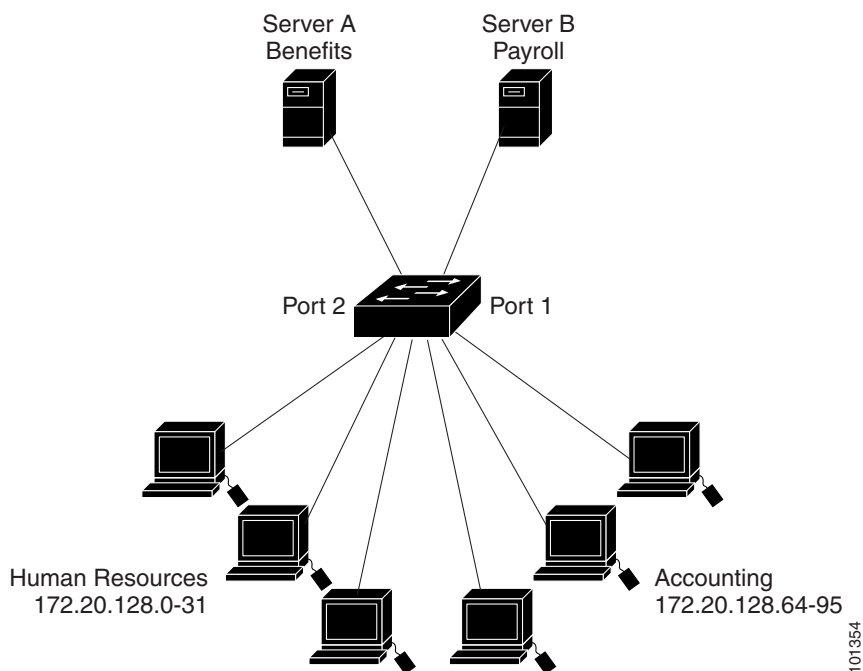 Server A
Benefits
Server B
Payroll
Port 2
Port 1
Human Resources
172.20.128.0-31
Accounting
172.20.128.64-95
101354